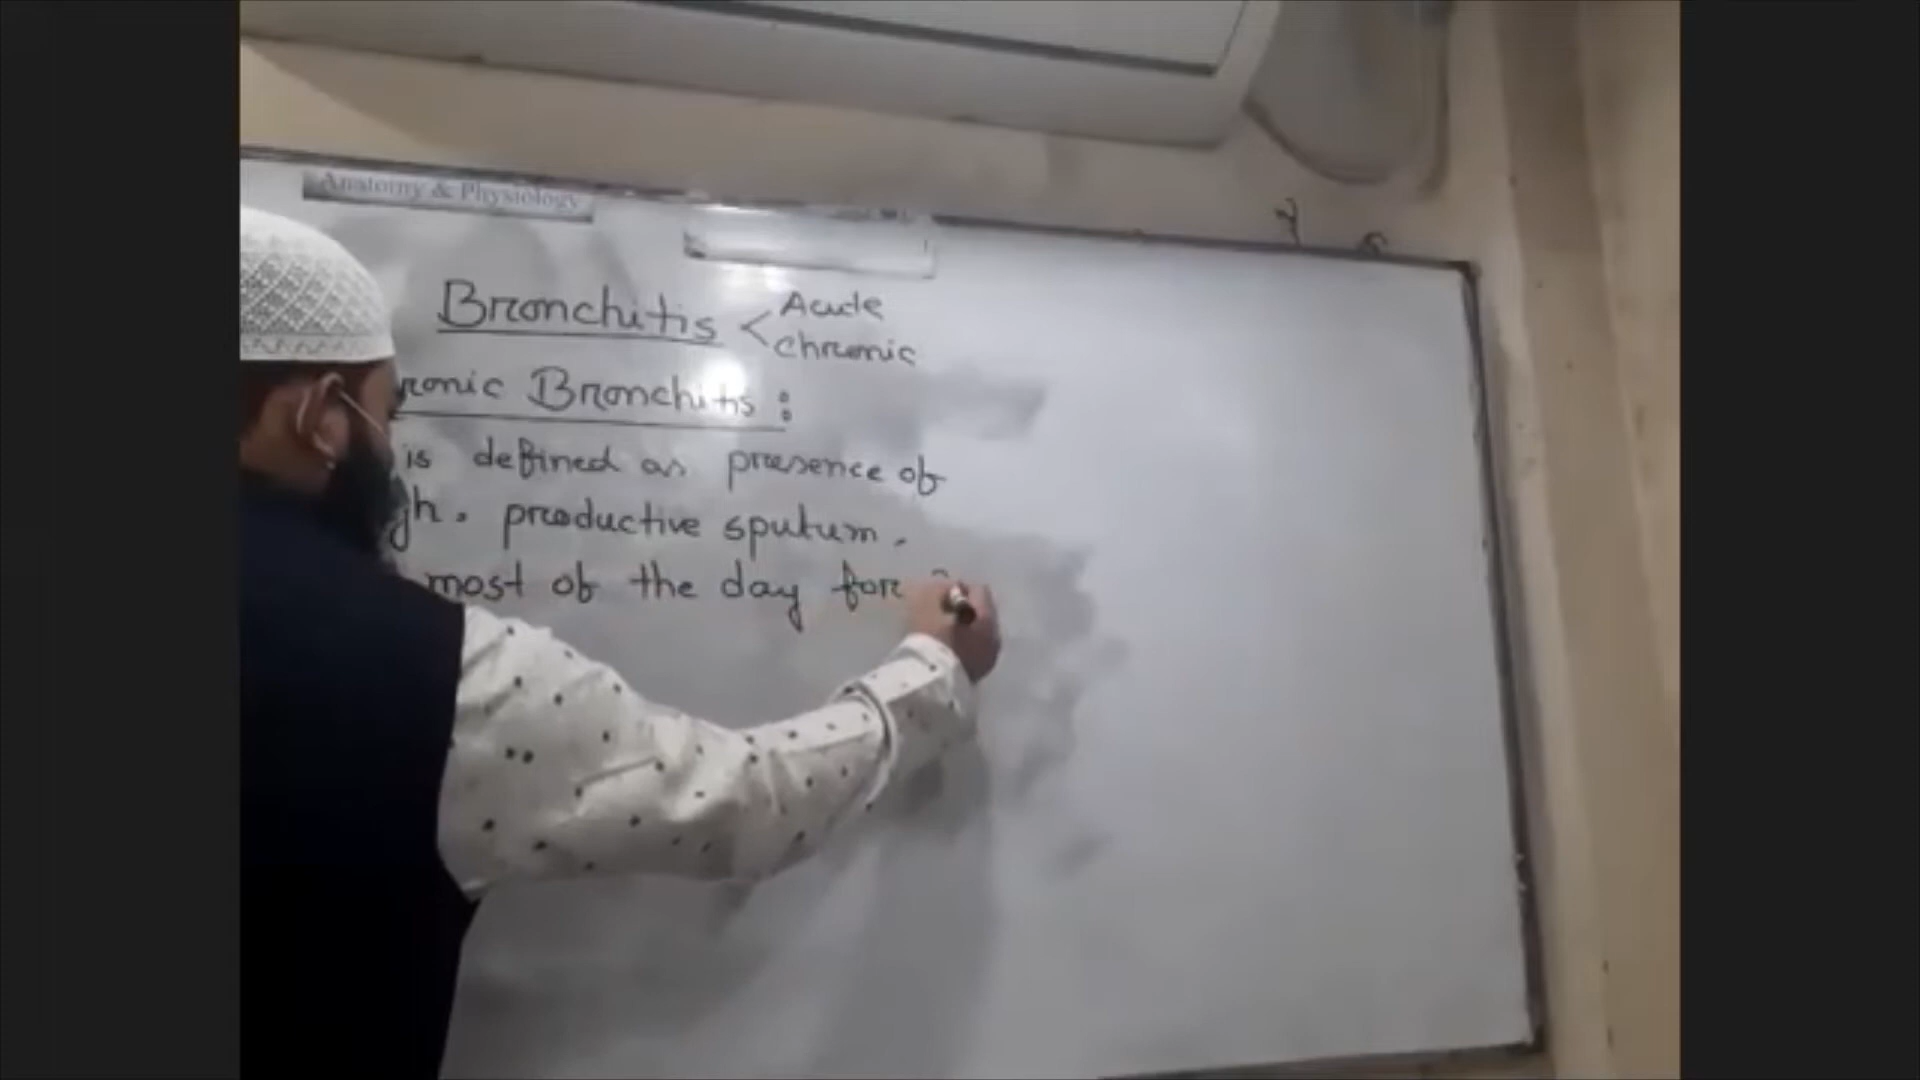 Anatomy & Physiology
Bronchitis < Acute
Chronic
ronic Bronchitis :
is defined as presence of
gh, productive sputum,
most of the day for